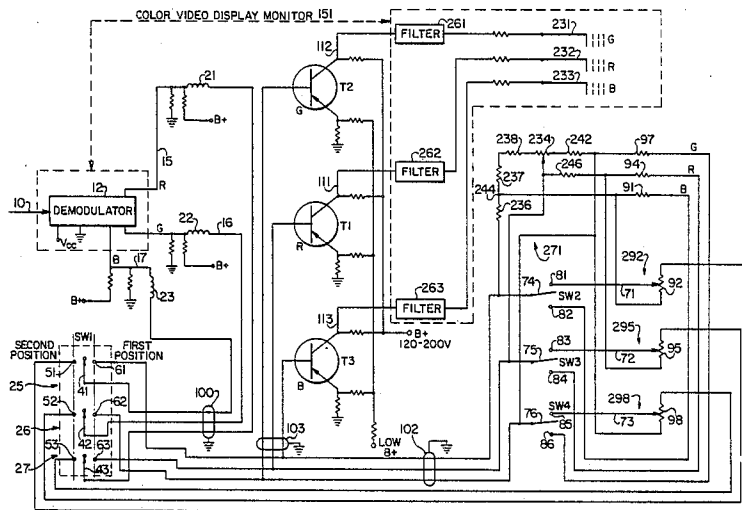 COLOR VIDEO DISPLAY MONITOR 151
112
FILTER
261
231
G
232
R
233
B
21
T2
G
B+
15
238
234
242
97
G
12
R
111
FILTER
262
237
246
94
R
10
DEMODULATOR
22
16
244
91
B
G
T1
236
VCC
B
17
R
271
292
B+
81
B+
23
263
74
92
113
FILTER
SW2
71
82
SECOND POSITION
SW1
FIRST POSITION
B+
120-200V
83
295
51
61
T3
75
95
25
41
100
B
SW3
72
84
52
62
298
26
42
103
76
SW4
85
98
53
63
102
73
27
43
LOW B+
86